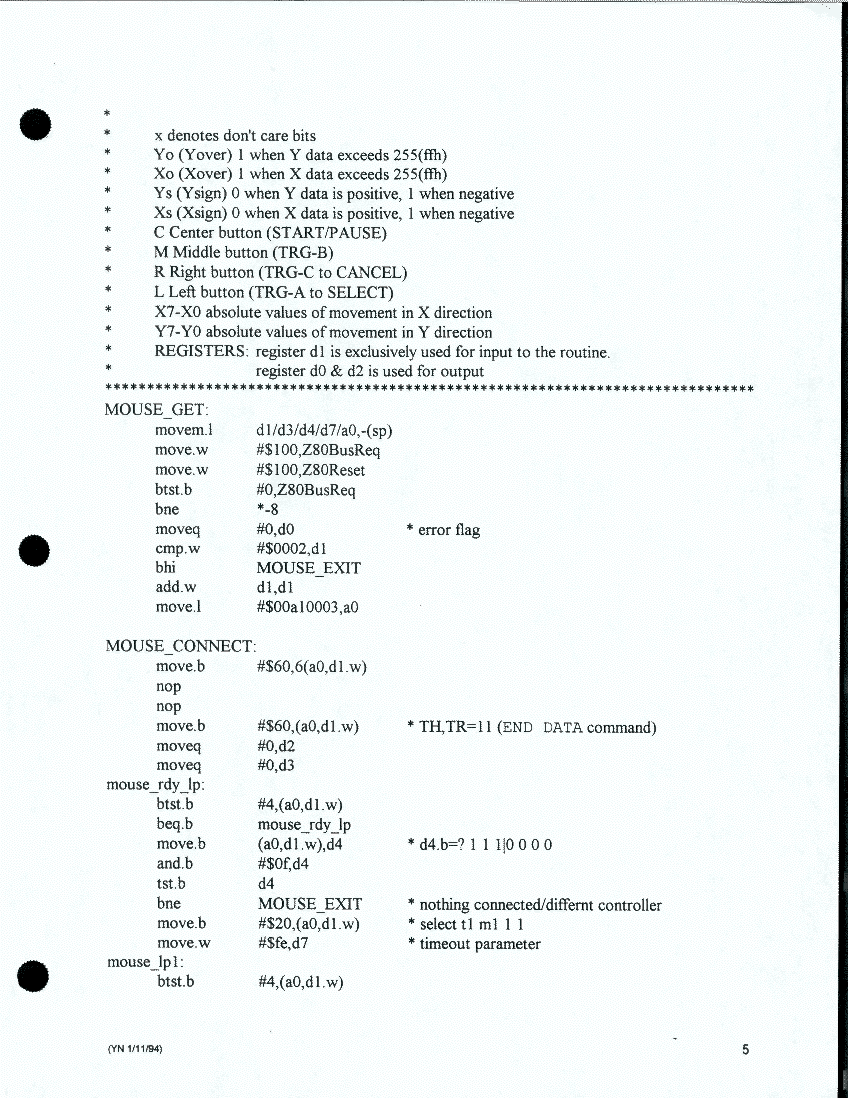 *
* x denotes don't care bits
* Yo (Yover) 1 when Y data exceeds 255(ffh)
* Xo (Xover) 1 when X data exceeds 255(ffh)
* Ys (Ysign) 0 when Y data is positive, 1 when negative
* Xs (Xsign) 0 when X data is positive, 1 when negative
* C Center button (START/PAUSE)
* M Middle button (TRG-B)
* R Right button (TRG-C to CANCEL)
* L Left button (TRG-A to SELECT)
* X7-X0 absolute values of movement in X direction
* Y7-Y0 absolute values of movement in Y direction
* REGISTERS: register d1 is exclusively used for input to the routine.
* register d0 & d2 is used for output
******************************************************************************
MOUSE_GET:
movem.l d1/d3/d4/d7/a0,-(sp)
move.w #$100,Z80BusReq
move.w #$100,Z80Reset
btst.b #0,Z80BusReq
bne *-8
moveq #0,d0 * error flag
cmp.w #$0002,d1
bhi MOUSE_EXIT
add.w d1,d1
move.l #$00a10003,a0
MOUSE_CONNECT:
move.b #$60,6(a0,d1.w)
nop
nop
move.b #$60,(a0,d1.w) * TH,TR=11 (END DATA command)
moveq #0,d2
moveq #0,d3
mouse_rdy_lp:
btst.b #4,(a0,d1.w)
beq.b mouse_rdy_lp
move.b (a0,d1.w),d4 * d4.b=? 1 1 1|0 0 0 0
and.b #$0f,d4
tst.b d4
bne MOUSE_EXIT * nothing connected/differnt controller
move.b #$20,(a0,d1.w) * select t1 m1 1 1
move.w #$fe,d7 * timeout parameter
mouse_lp1:
btst.b #4,(a0,d1.w)
(YN 1/11/94) 5